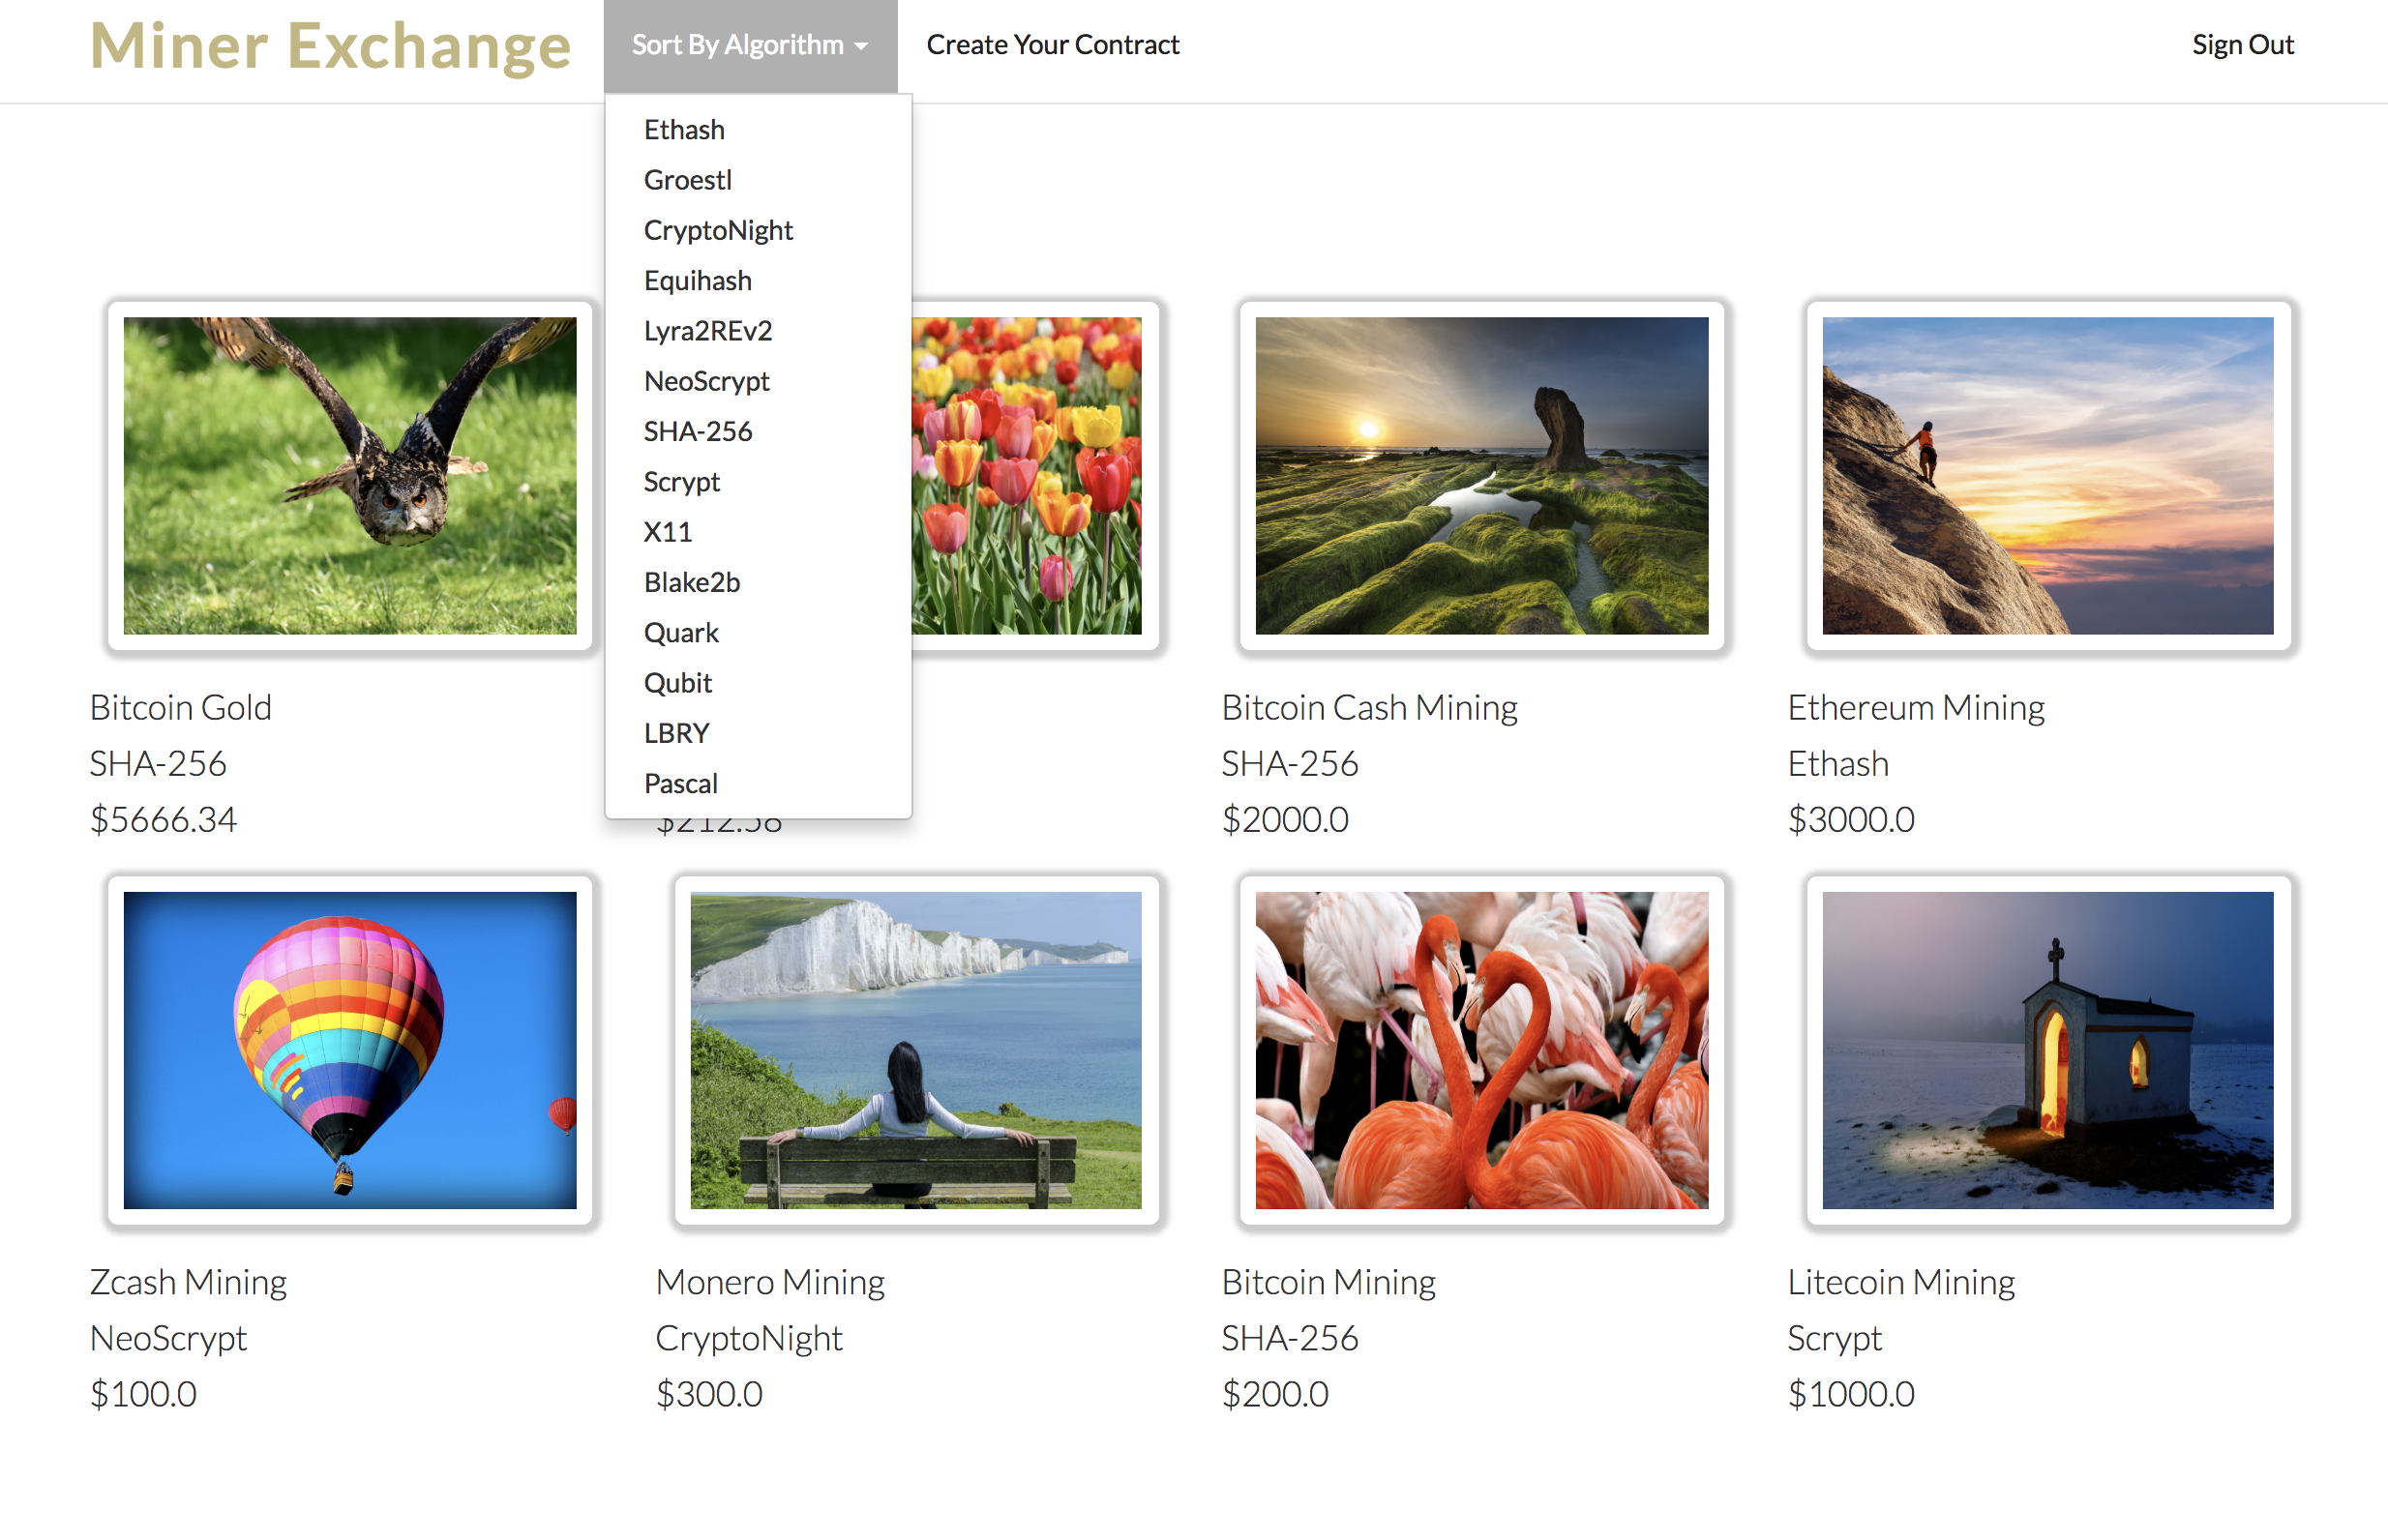 Miner Exchange
Sort By Algorithm
Create Your Contract
Sign Out
Ethash
Groestl
CryptoNight
Equihash
Lyra2REv2
NeoScrypt
SHA-256
Scrypt
X11
Blake2b
Quark
Qubit
LBRY
Pascal
Bitcoin Gold
SHA-256
$5666.34
Bitcoin Cash Mining
SHA-256
$2000.0
Ethereum Mining
Ethash
$3000.0
Zcash Mining
NeoScrypt
$100.0
Monero Mining
CryptoNight
$300.0
Bitcoin Mining
SHA-256
$200.0
Litecoin Mining
Scrypt
$1000.0